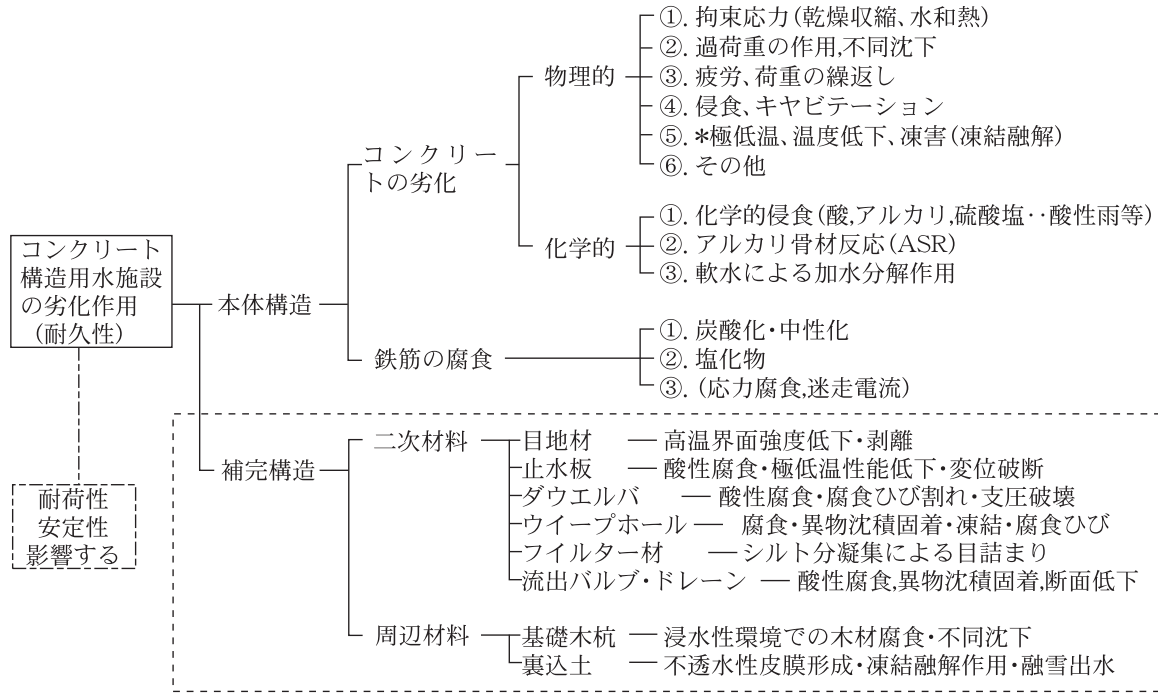 ①. 拘束応力(乾燥収縮、水和熱)
②. 過荷重の作用,不同沈下
物理的
③. 疲労、荷重の繰返し
④. 侵食、キヤビテーション
⑤. *極低温、温度低下、凍害(凍結融解)
⑥. その他
コンクリー
トの劣化
①. 化学的侵食(酸,アルカリ,硫酸塩‥酸性雨等)
化学的
②. アルカリ骨材反応(ASR)
③. 軟水による加水分解作用
コンクリート
構造用水施設
の劣化作用
(耐久性)
本体構造
鉄筋の腐食
①. 炭酸化・中性化
②. 塩化物
③. (応力腐食,迷走電流)
補完構造
二次材料
目地材 高温界面強度低下・剥離
止水板 酸性腐食・極低温性能低下・変位破断
ダウエルバ 酸性腐食・腐食ひび割れ・支圧破壊
ウイープホール 腐食・異物沈積固着・凍結・腐食ひび
フイルター材 シルト分凝集による目詰まり
流出バルブ・ドレーン 酸性腐食,異物沈積固着,断面低下
耐荷性
安定性
影響する
周辺材料
基礎木杭 浸水性環境での木材腐食・不同沈下
裏込土 不透水性皮膜形成・凍結融解作用・融雪出水